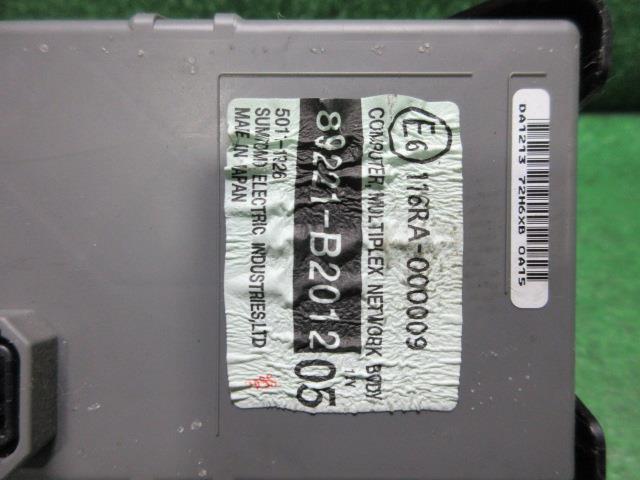 E6 116RA-000009
COMPUTER, MULTIPLEX NETWORK BODY
89221-B2012 05
12V
SUMITOMO ELECTRIC INDUSTRIES,LTD
MADE IN JAPAN
DA1213 72H6XB 0A15